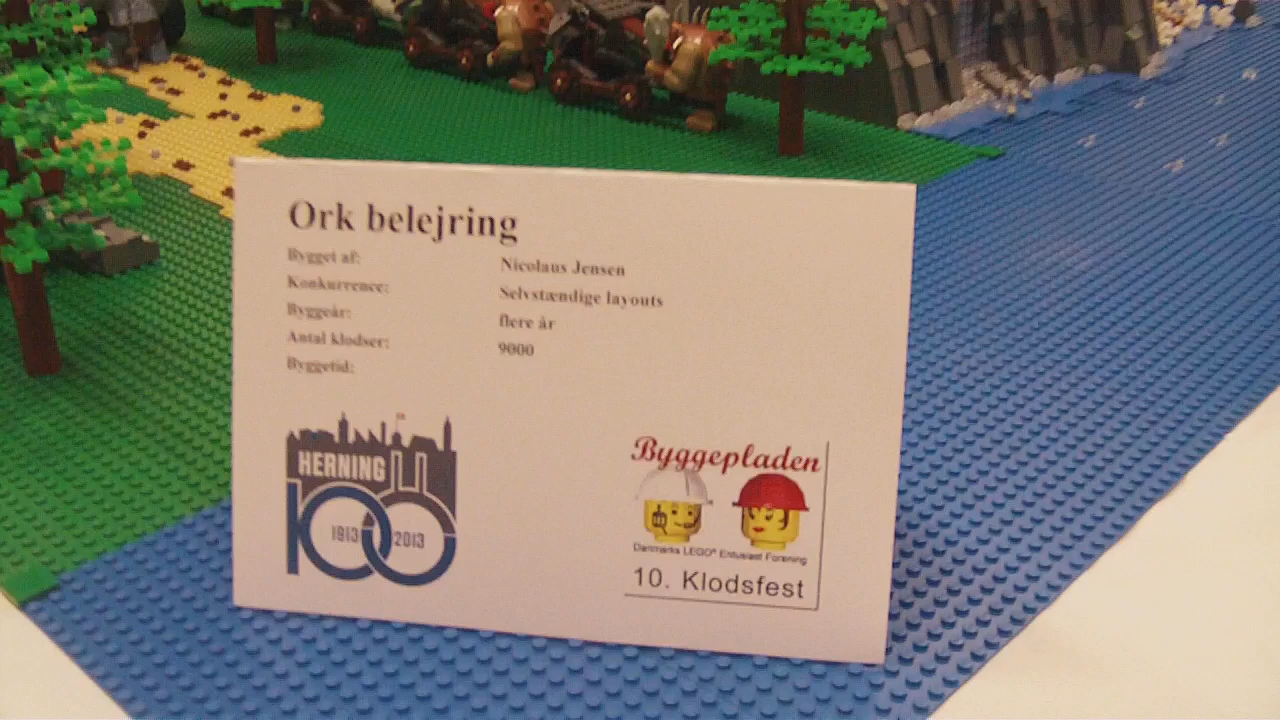 Ork belejring
Bygget af: Nicolaus Jensen
Konkurrence: Selvstændige layouts
Byggeår: flere år
Antal klodser: 9000
Byggetid:
HERNING
100
1913 2013
Byggepladen
Danmarks LEGO® Entusiast Forening
10. Klodsfest